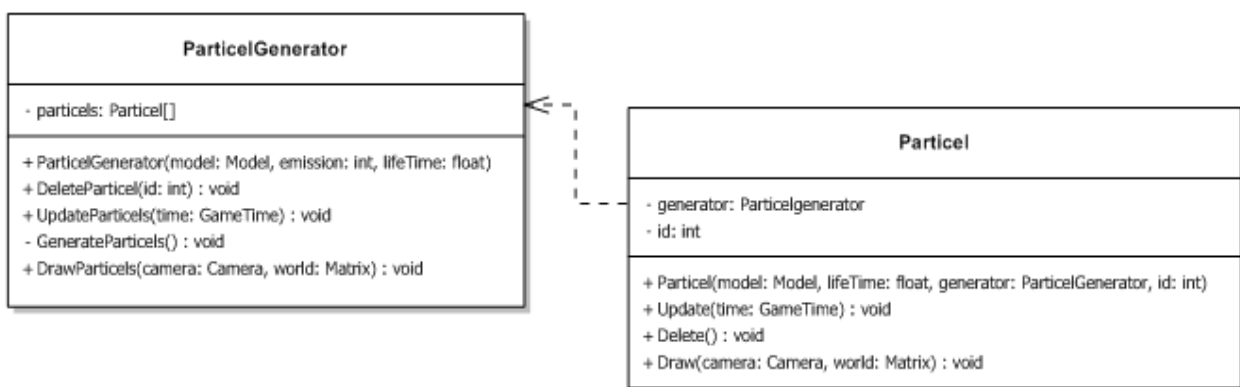 ParticelGenerator
- particels: Particel[]
+ ParticelGenerator(model: Model, emission: int, lifeTime: float)
+ DeleteParticel(id: int) : void
+ UpdateParticels(time: GameTime) : void
- GenerateParticels() : void
+ DrawParticels(camera: Camera, world: Matrix) : void
Particel
- generator: Particelgenerator
- id: int
+ Particel(model: Model, lifeTime: float, generator: ParticelGenerator, id: int)
+ Update(time: GameTime) : void
+ Delete() : void
+ Draw(camera: Camera, world: Matrix) : void